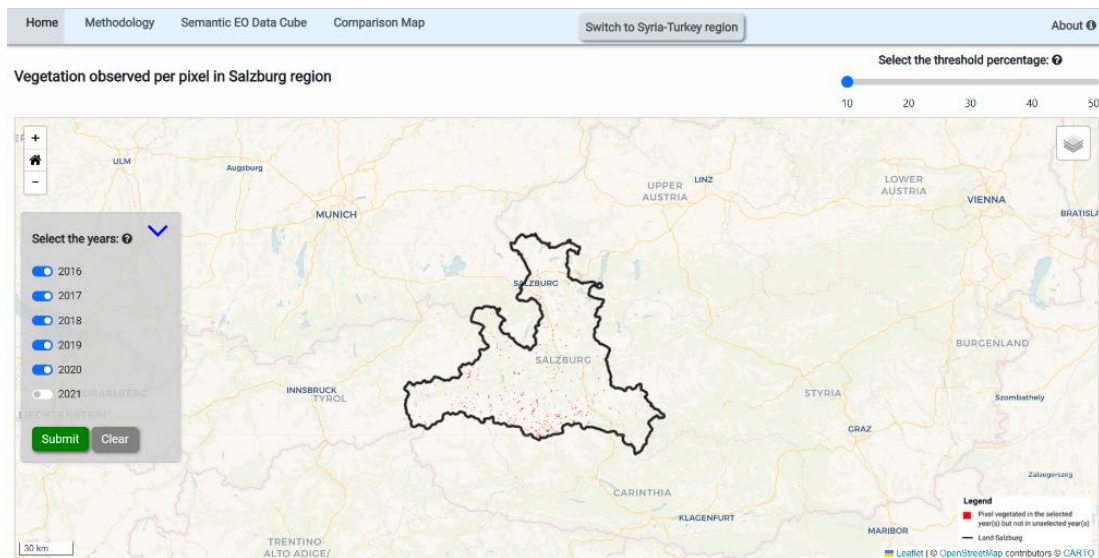 Home Methodology Semantic EO Data Cube Comparison Map Switch to Syria-Turkey region About
Vegetation observed per pixel in Salzburg region
Select the threshold percentage:
10 20 30 40 50
+
−
ULM
Augsburg
MUNICH
UPPER AUSTRIA
LINZ
LOWER AUSTRIA
VIENNA
BRATISLA
Select the years:
2016
2017
2018
2019
2020
2021
Submit Clear
VORARLBERG
LIECHTENSTEIN
INNSBRUCK
TYROL
SALZBURG
SALZBURG
BURGENLAND
STYRIA
Szombathely
GRAZ
Zalaegerszeg
CARINTHIA
KLAGENFURT
MARIBOR
TRENTINO-
ALTO ADIGE/
30 km
Legend
Pixel vegetated in the selected
year(s) but not in unselected year(s)
Land Salzburg
Leaflet | © OpenStreetMap contributors © CARTO